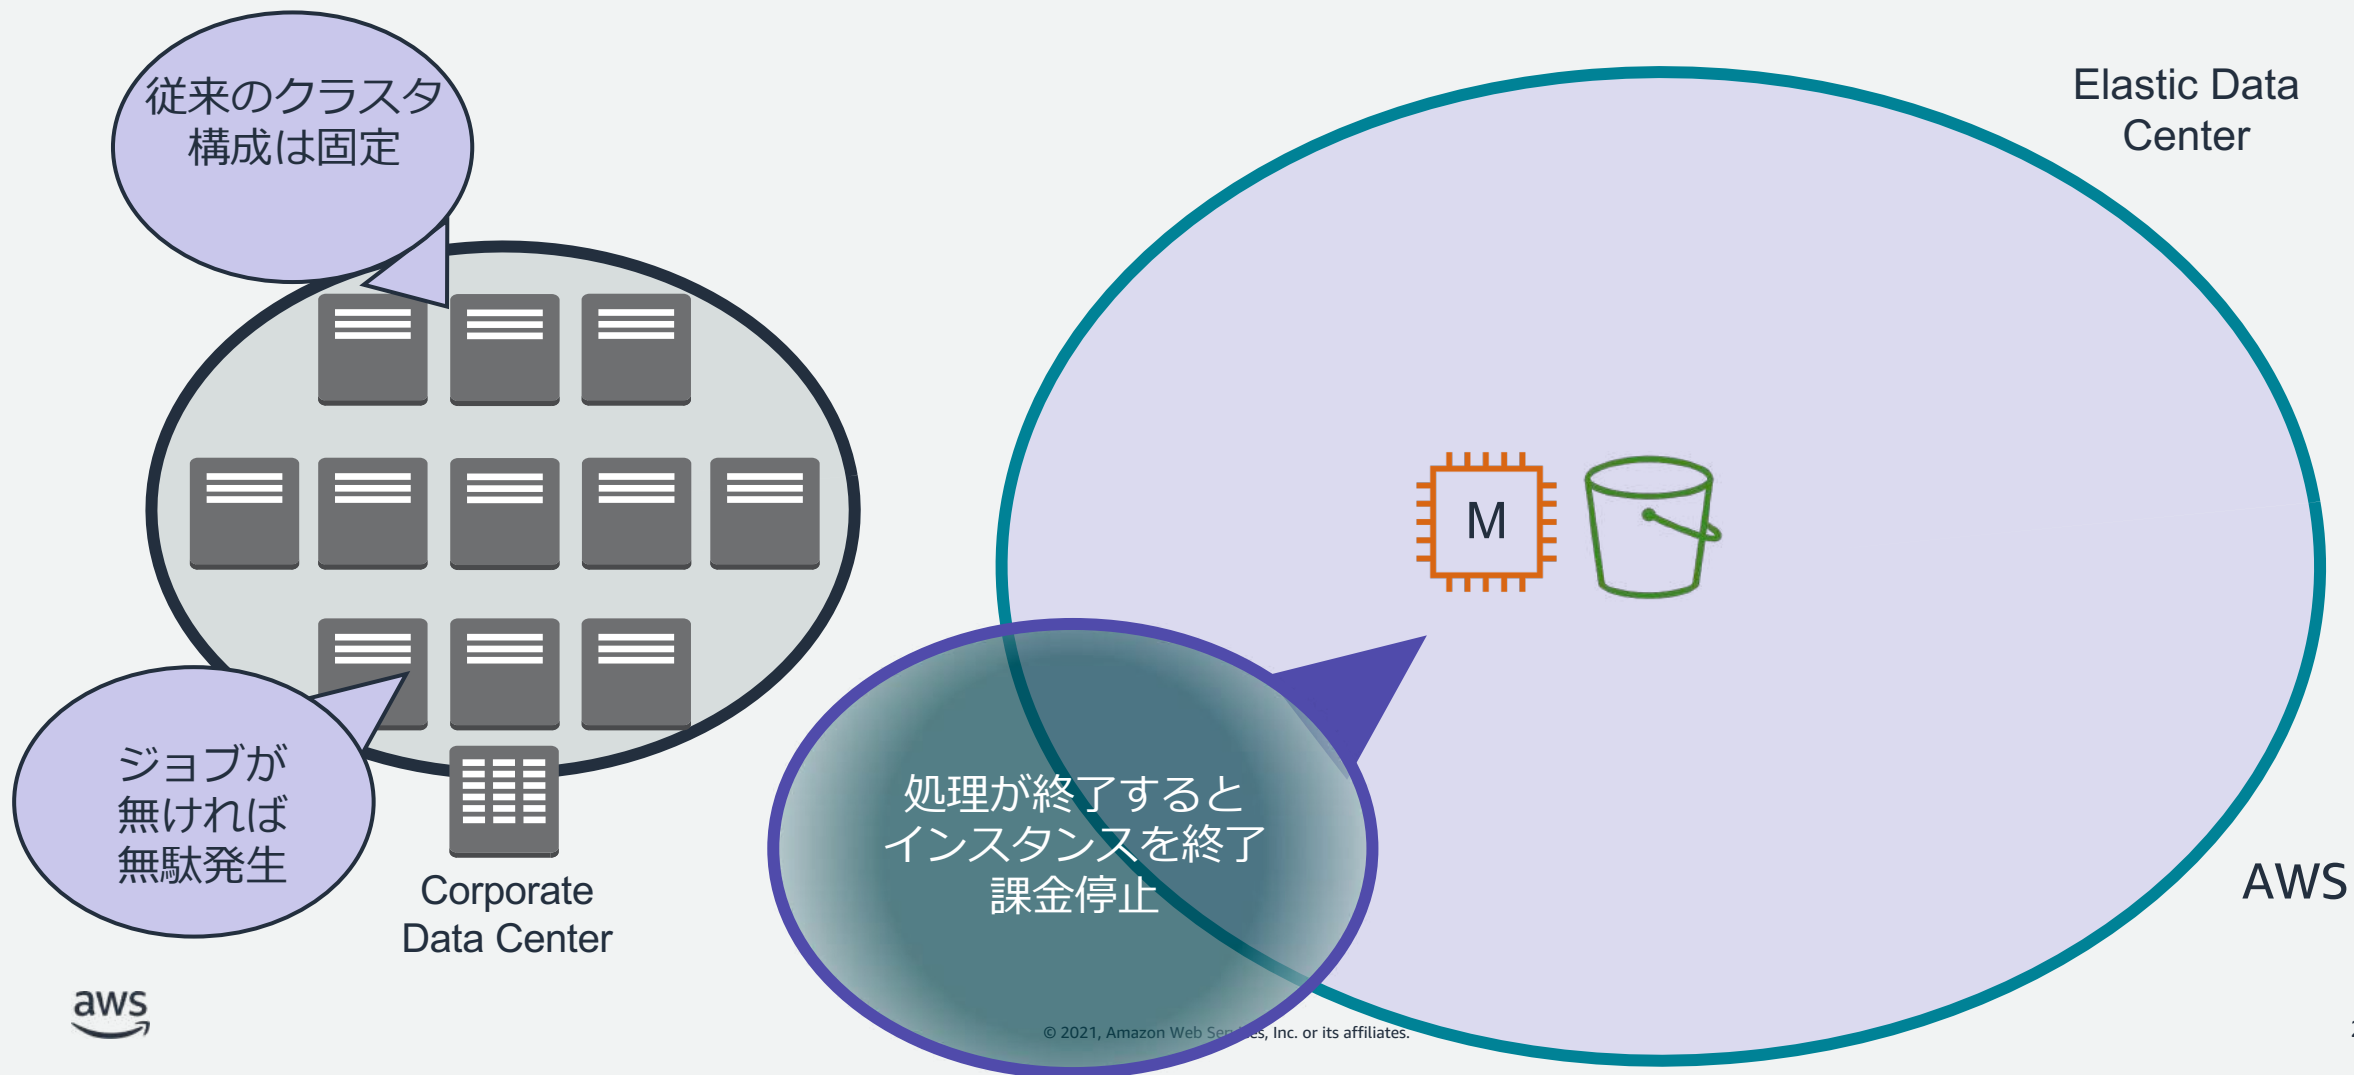 従来のクラスタ
構成は固定
ジョブが
無ければ
無駄発生
Corporate
Data Center
Elastic Data
Center
M
処理が終了すると
インスタンスを終了
課金停止
AWS
aws
© 2021, Amazon Web Services, Inc. or its affiliates.